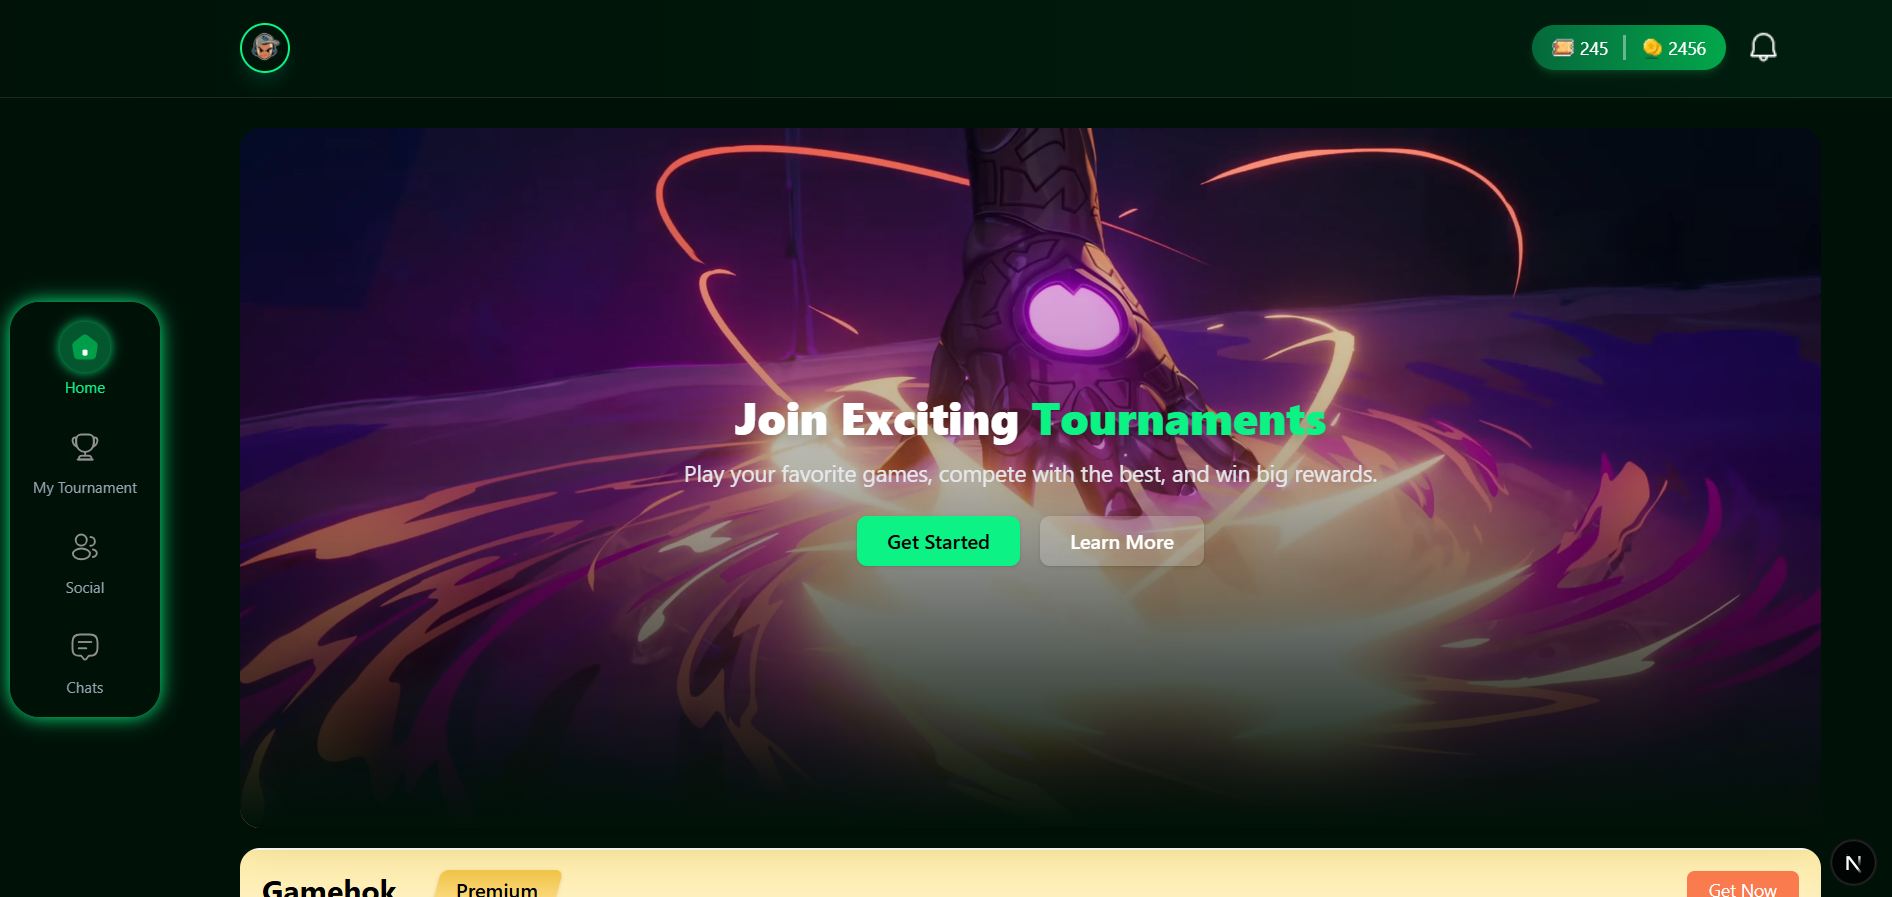 245 2456
Home
My Tournament
Social
Chats
Join Exciting Tournaments
Play your favorite games, compete with the best, and win big rewards.
Get Started
Learn More
Gamehok
Premium
Get Now
N